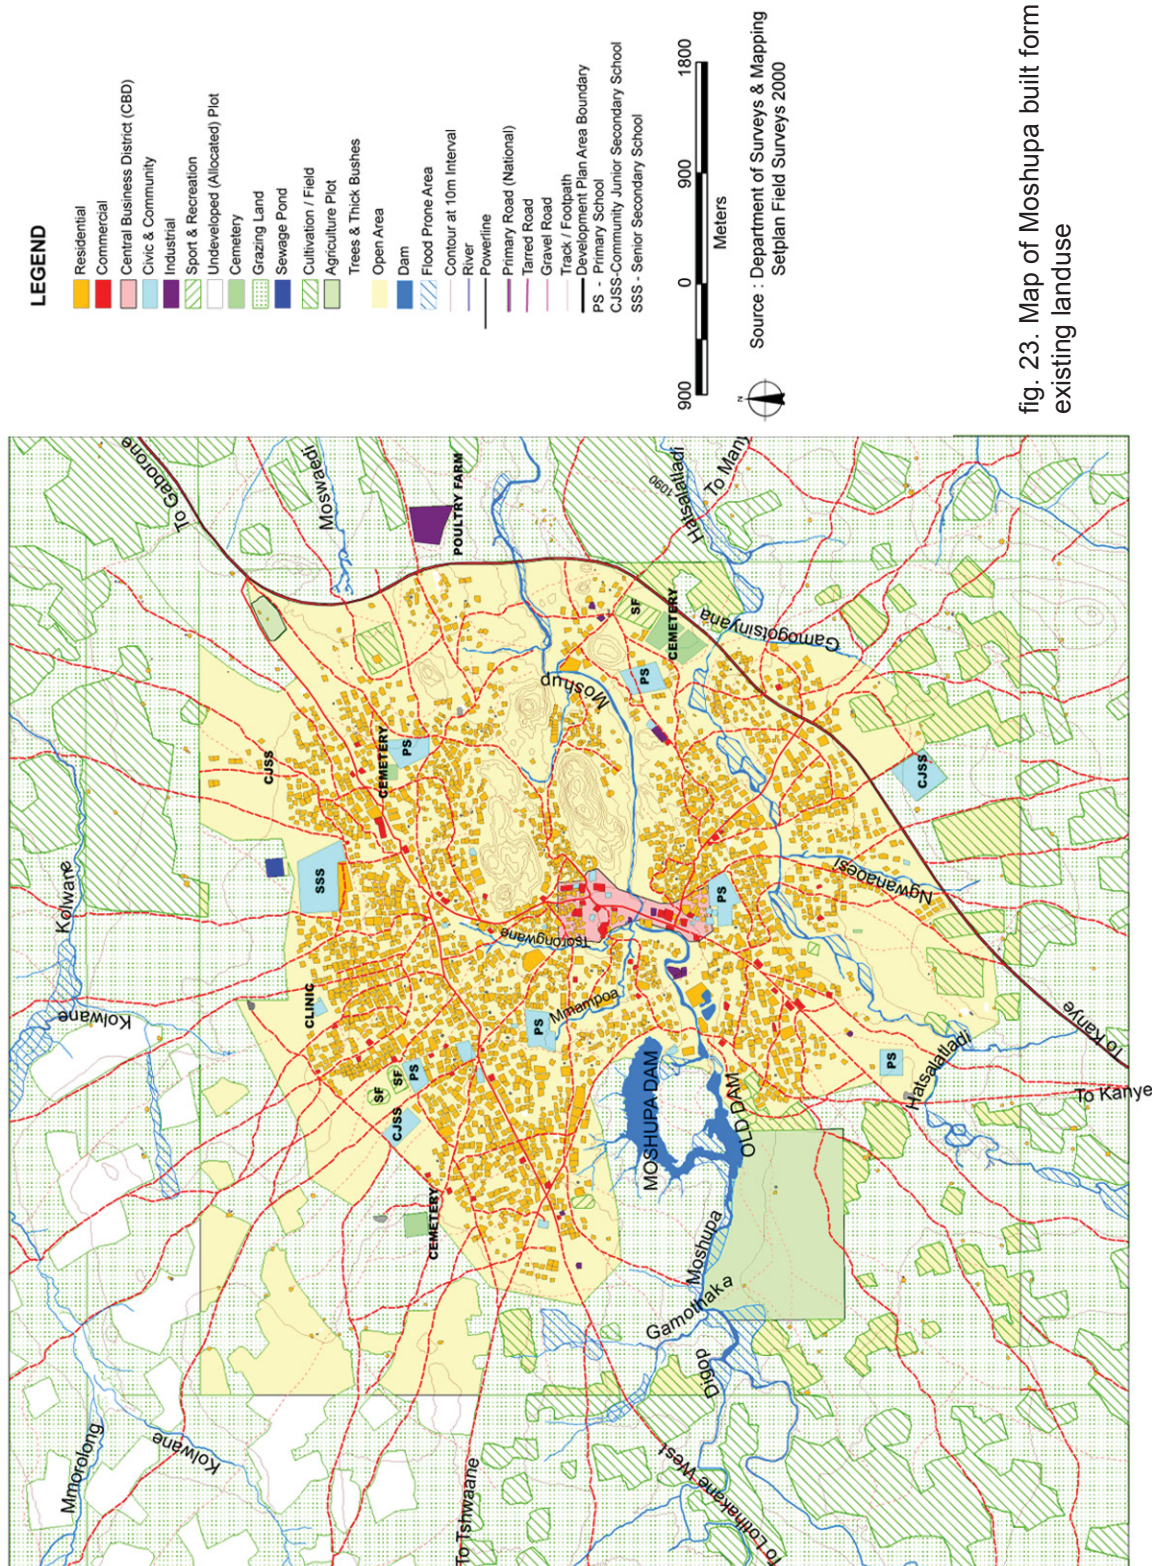 LEGEND
Residential
Commercial
Central Business District (CBD)
Civic & Community
Industrial
Sport & Recreation
Undeveloped (Allocated) Plot
Cemetery
Grazing Land
Sewage Pond
Cultivation / Field
Agriculture Plot
Trees & Thick Bushes
Open Area
Dam
Flood Prone Area
Contour at 10m Interval
River
Powerline
Primary Road (National)
Tarred Road
Gravel Road
Track / Footpath
Development Plan Area Boundary
PS - Primary School
CJSS-Community Junior Secondary School
SSS - Senior Secondary School
900 0 900 1800
Meters
N
Source : Department of Surveys & Mapping
Setplan Field Surveys 2000
fig. 23. Map of Moshupa built form
existing landuse
To Gaborone
Moswaedi
POULTRY FARM
Hatsalatladi
1090
To Many
Kolwane
Kolwane
CJSS
CEMETERY
PS
SSS
CLINIC
SF
SF
PS
CJSS
CEMETERY
PS
Mmampoa
Tsorongwane
Moshup
SF
CEMETERY
PS
Gamogotsinyana
CJSS
PS
Ngwanaoesi
PS
Hatsalatladi
To Kanye
To Kanye
MOSHUPA DAM
OLD DAM
Moshupa
Gamothaka
Digop
Mmorolong
Kolwane
To Tshwaane
To Lotlhakane West